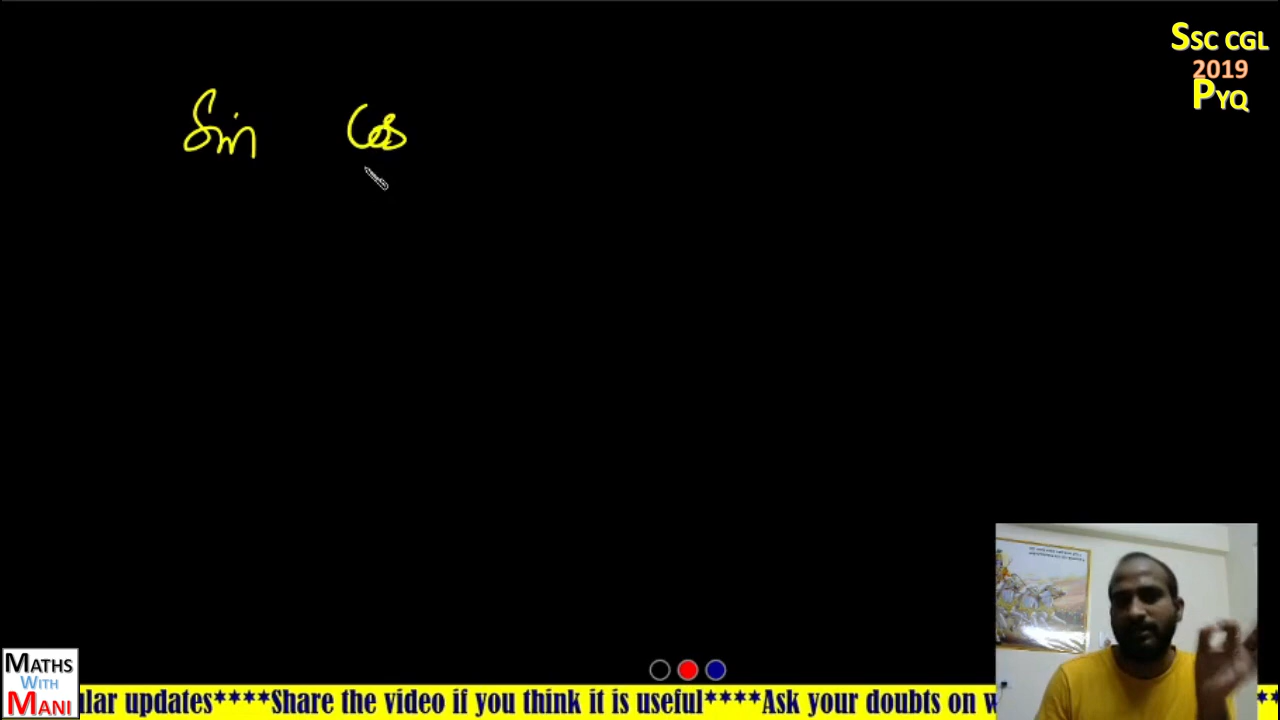 SSC CGL
2019
PYQ
Sin Cos
MATHS
WITH
MANI
lar updates****Share the video if you think it is useful****Ask your doubts on w